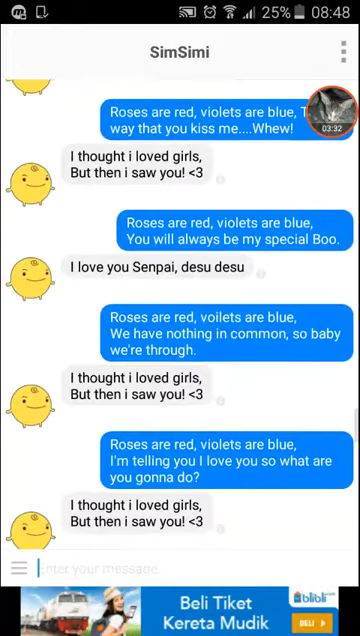 25% 08:48
SimSimi
Roses are red, violets are blue,
way that you kiss me....Whew!
03:32
I thought i loved girls,
But then i saw you! <3
Roses are red, violets are blue,
You will always be my special Boo.
I love you Senpai, desu desu
Roses are red, voilets are blue,
We have nothing in common, so baby
we're through.
I thought i loved girls,
But then i saw you! <3
Roses are red, violets are blue,
I'm telling you I love you so what are
you gonna do?
I thought i loved girls,
But then i saw you! <3
Enter your message
Beli Tiket
Kereta Mudik
blibli.com
BELI